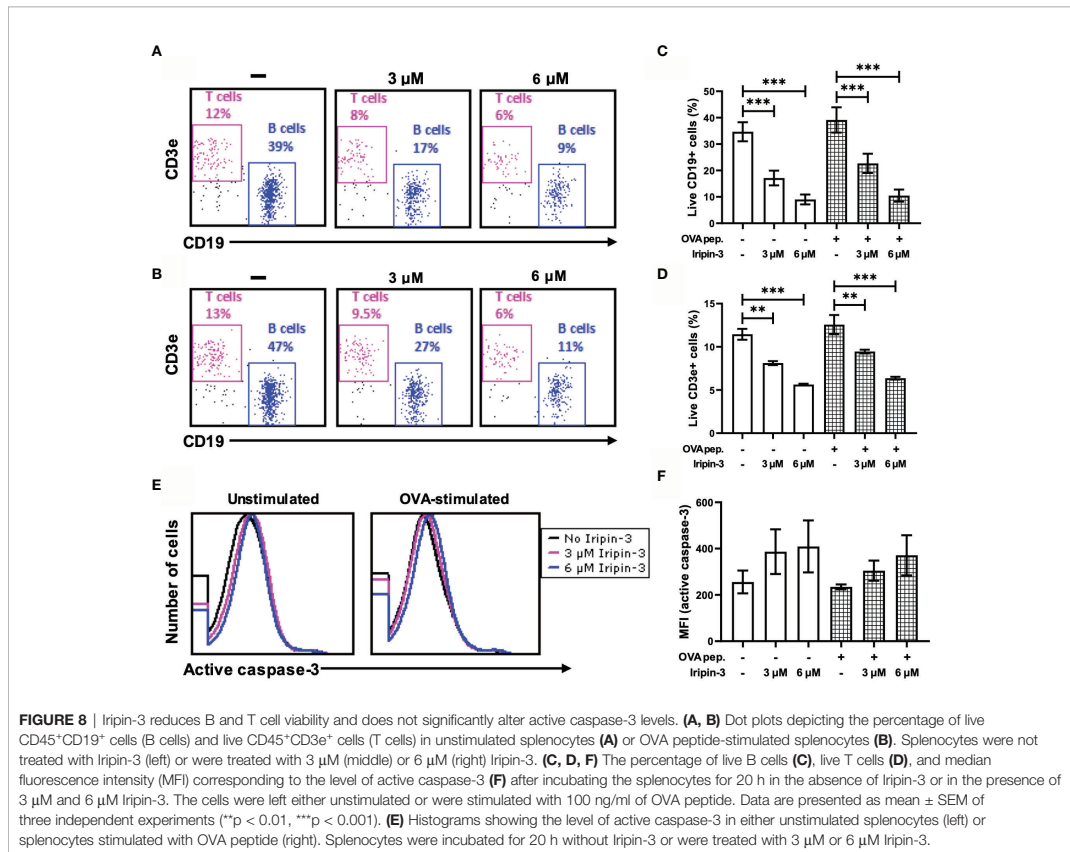 A
–
3 µM
6 µM
T cells
12%
B cells
39%
T cells
8%
B cells
17%
T cells
6%
B cells
9%
CD3e
CD19
B
–
3 µM
6 µM
T cells
13%
B cells
47%
T cells
9.5%
B cells
27%
T cells
6%
B cells
11%
CD3e
CD19
C
Live CD19+ cells (%)
50
40
30
20
10
0
***
***
***
***
OVA pep. - - - + + +
Iripin-3 - 3 µM 6 µM - 3 µM 6 µM
D
Live CD3e+ cells (%)
15
10
5
0
***
**
***
**
OVA pep. - - - + + +
Iripin-3 - 3 µM 6 µM - 3 µM 6 µM
E
Unstimulated
OVA-stimulated
Number of cells
Active caspase-3
No Iripin-3
3 µM Iripin-3
6 µM Iripin-3
F
MFI (active caspase-3)
600
400
200
0
OVA pep. - - - + + +
Iripin-3 - 3 µM 6 µM - 3 µM 6 µM
FIGURE 8 | Iripin-3 reduces B and T cell viability and does not significantly alter active caspase-3 levels. (A, B) Dot plots depicting the percentage of live
CD45+CD19+ cells (B cells) and live CD45+CD3e+ cells (T cells) in unstimulated splenocytes (A) or OVA peptide-stimulated splenocytes (B). Splenocytes were not
treated with Iripin-3 (left) or were treated with 3 µM (middle) or 6 µM (right) Iripin-3. (C, D, F) The percentage of live B cells (C), live T cells (D), and median
fluorescence intensity (MFI) corresponding to the level of active caspase-3 (F) after incubating the splenocytes for 20 h in the absence of Iripin-3 or in the presence of
3 µM and 6 µM Iripin-3. The cells were left either unstimulated or were stimulated with 100 ng/ml of OVA peptide. Data are presented as mean ± SEM of
three independent experiments (**p < 0.01, ***p < 0.001). (E) Histograms showing the level of active caspase-3 in either unstimulated splenocytes (left) or
splenocytes stimulated with OVA peptide (right). Splenocytes were incubated for 20 h without Iripin-3 or were treated with 3 µM or 6 µM Iripin-3.